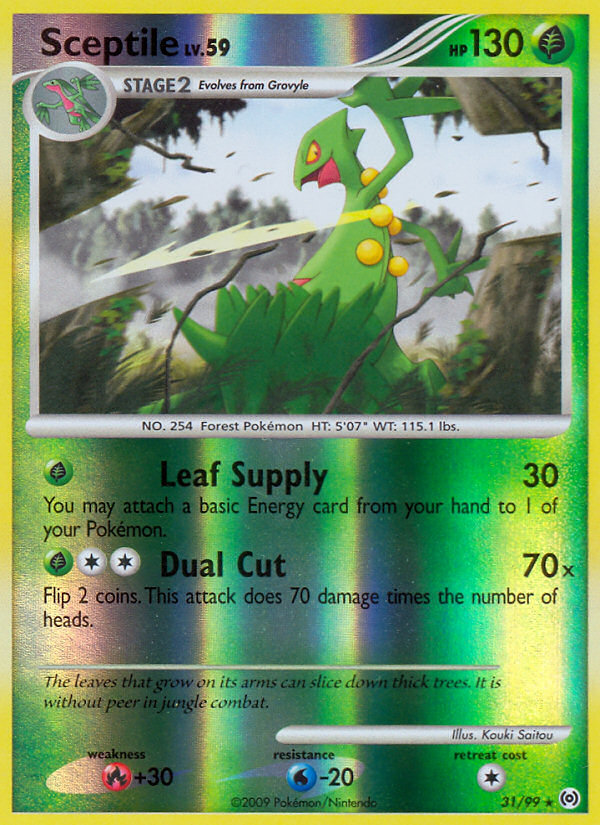 Sceptile LV.59 HP 130
STAGE2 Evolves from Grovyle
NO. 254 Forest Pokémon HT: 5'07" WT: 115.1 lbs.
Leaf Supply 30
You may attach a basic Energy card from your hand to 1 of
your Pokémon.
Dual Cut 70x
Flip 2 coins. This attack does 70 damage times the number of
heads.
The leaves that grow on its arms can slice down thick trees. It is
without peer in jungle combat.
Illus. Kouki Saitou
weakness resistance retreat cost
+30 -20
©2009 Pokémon/Nintendo 31/99 ★